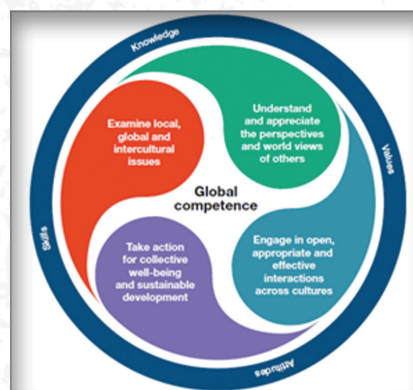 Knowledge
Examine local,
global and
intercultural
issues
Understand
and appreciate
the perspectives
and world views
of others
Values
Global
competence
Skills
Take action
for collective
well-being
and sustainable
development
Engage in open,
appropriate and
effective
interactions
across cultures
Attitudes